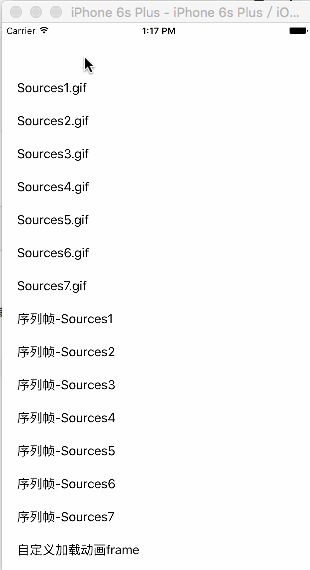 iPhone 6s Plus - iPhone 6s Plus / iO...
Carrier 1:17 PM
Sources1.gif
Sources2.gif
Sources3.gif
Sources4.gif
Sources5.gif
Sources6.gif
Sources7.gif
序列帧-Sources1
序列帧-Sources2
序列帧-Sources3
序列帧-Sources4
序列帧-Sources5
序列帧-Sources6
序列帧-Sources7
自定义加载动画frame